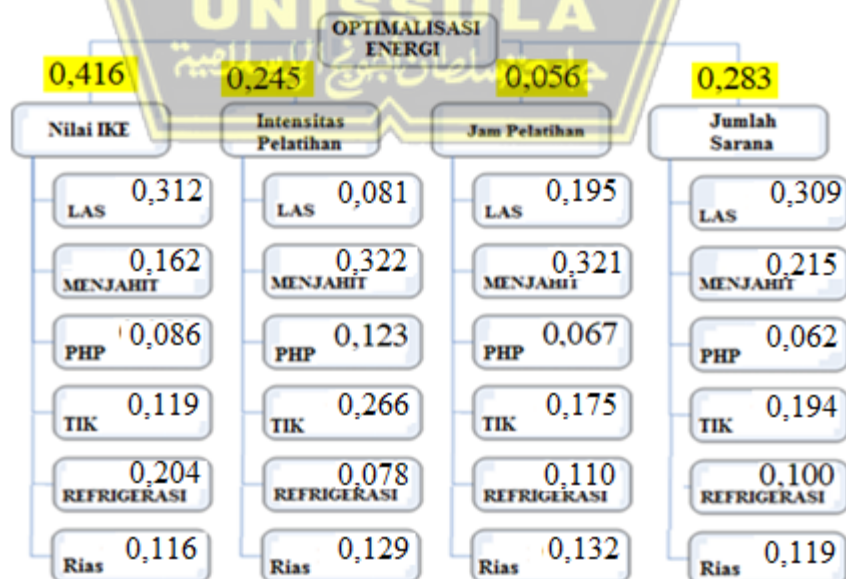 UNISSULA
OPTIMALISASI
ENERGI
0,416
0,245
0,056
0,283
Nilai IKE
Intensitas
Pelatihan
Jam Pelatihan
Jumlah
Sarana
LAS 0,312
LAS 0,081
LAS 0,195
LAS 0,309
MENJAHIT 0,162
MENJAHIT 0,322
MENJAHIT 0,321
MENJAHIT 0,215
PHP 0,086
PHP 0,123
PHP 0,067
PHP 0,062
TIK 0,119
TIK 0,266
TIK 0,175
TIK 0,194
REFRIGERASI 0,204
REFRIGERASI 0,078
REFRIGERASI 0,110
REFRIGERASI 0,100
Rias 0,116
Rias 0,129
Rias 0,132
Rias 0,119